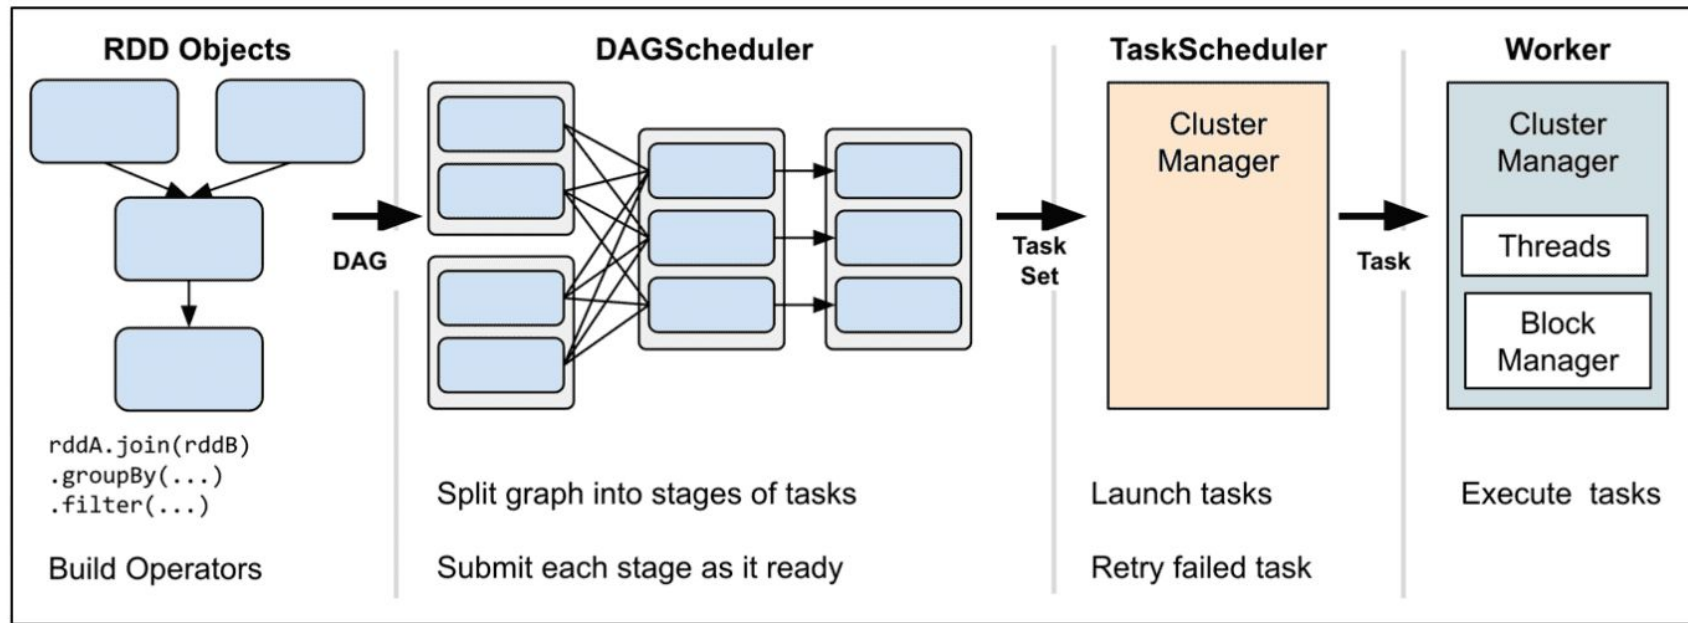 RDD Objects
DAGScheduler
TaskScheduler
Worker
Cluster
Manager
Cluster
Manager
DAG
Task
Set
Task
Threads
Block
Manager
rddA.join(rddB)
.groupBy(...)
.filter(...)
Split graph into stages of tasks
Launch tasks
Execute tasks
Build Operators
Submit each stage as it ready
Retry failed task